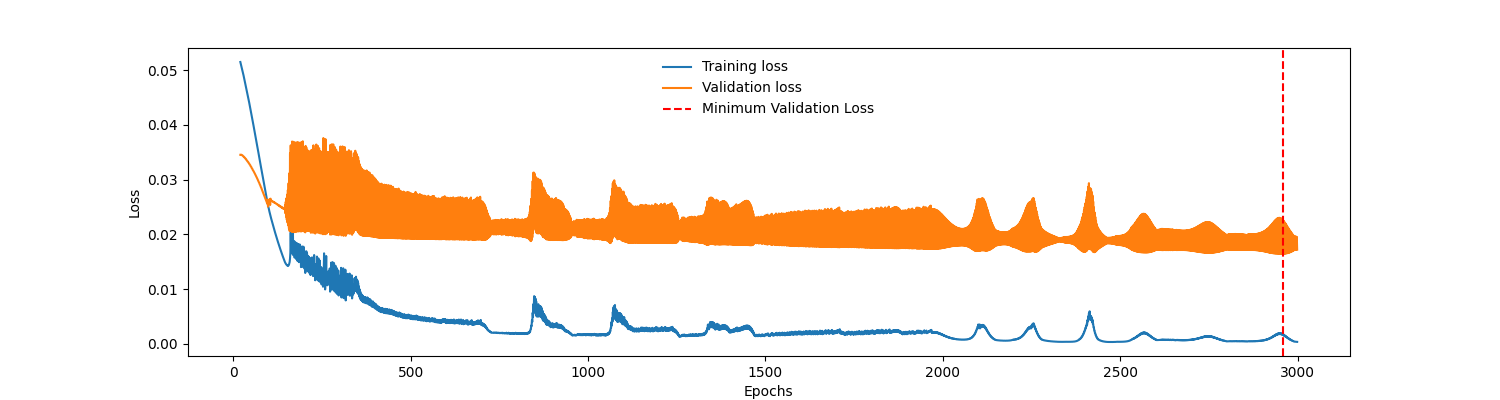 0.05
0.04
0.03
0.02
0.01
0.00
Loss
Training loss
Validation loss
Minimum Validation Loss
0
500
1000
1500
2000
2500
3000
Epochs